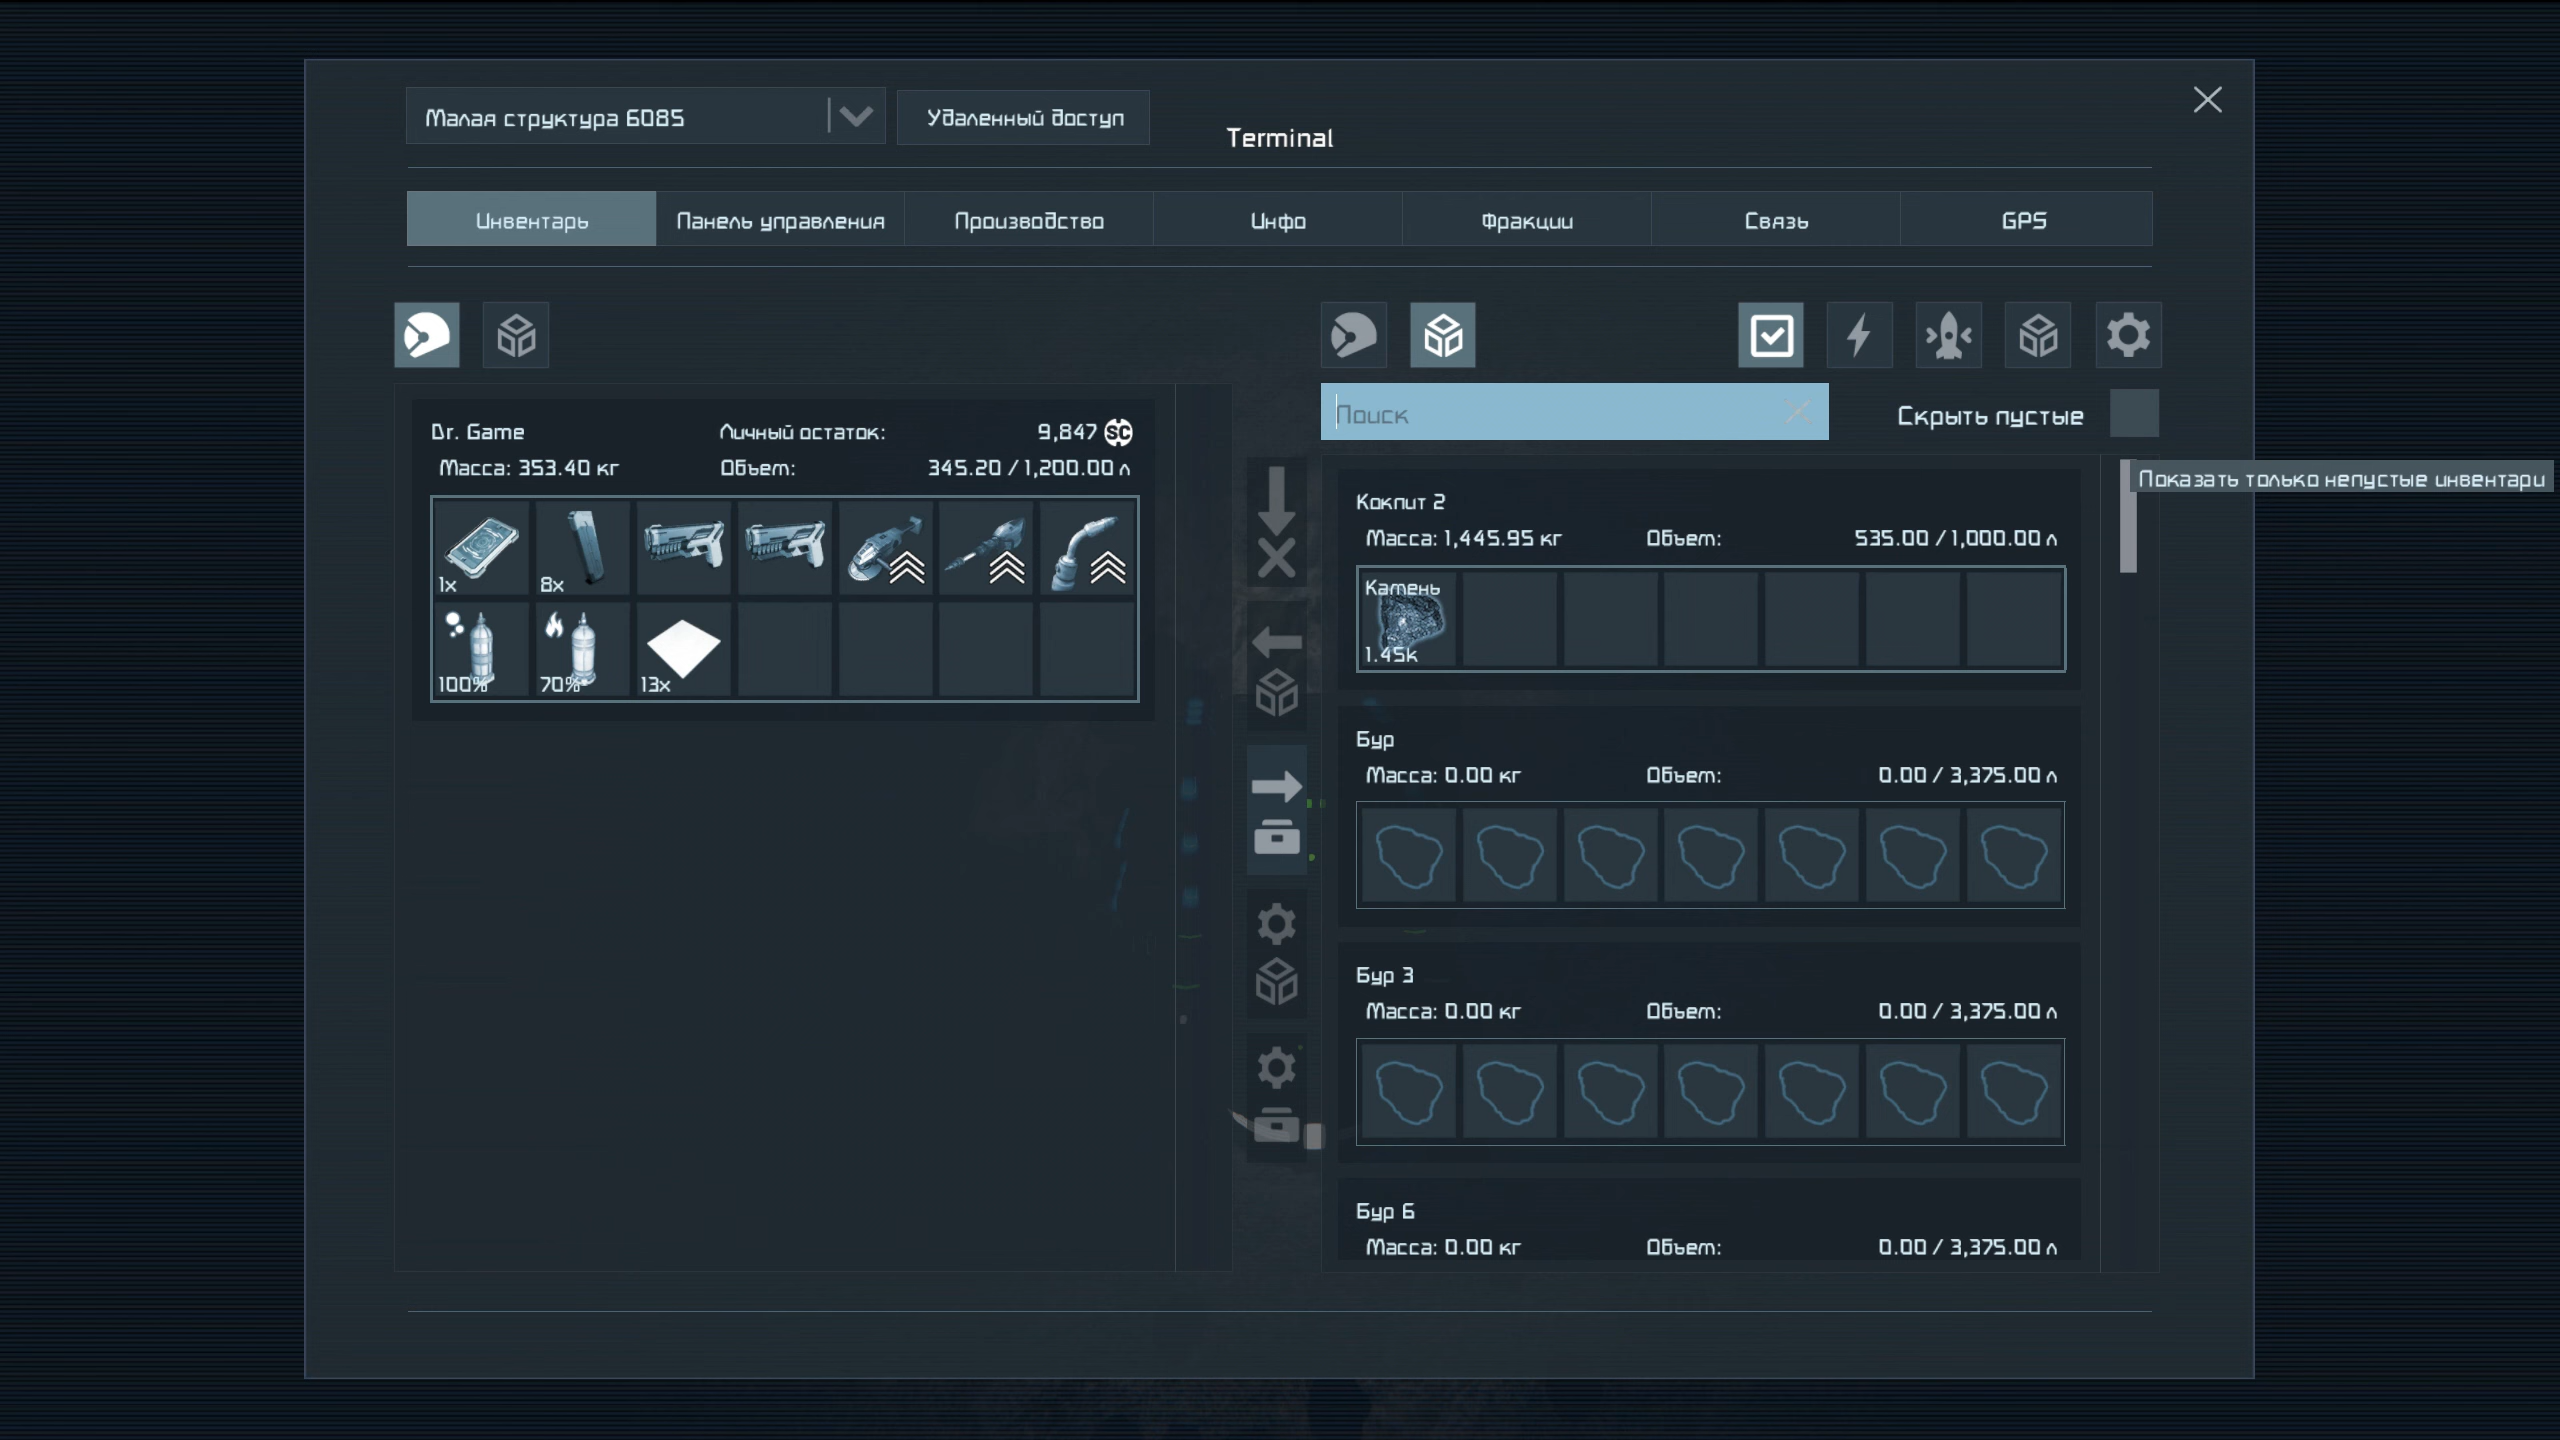 Малая структура 6085
Удаленный доступ
Terminal
Инвентарь
Панель управления
Производство
Инфо
Фракции
Связь
GPS
Поиск
Скрыть пустые
Показать только непустые инвентари
Dr. Game
Личный остаток: 9,847 SC
Масса: 353.40 кг
Объем: 345.20 / 1,200.00 л
1x
8x
100%
70%
13x
Кокпит 2
Масса: 1,445.95 кг
Объем: 535.00 / 1,000.00 л
Камень
1.45k
Бур
Масса: 0.00 кг
Объем: 0.00 / 3,375.00 л
Бур 3
Масса: 0.00 кг
Объем: 0.00 / 3,375.00 л
Бур 6
Масса: 0.00 кг
Объем: 0.00 / 3,375.00 л